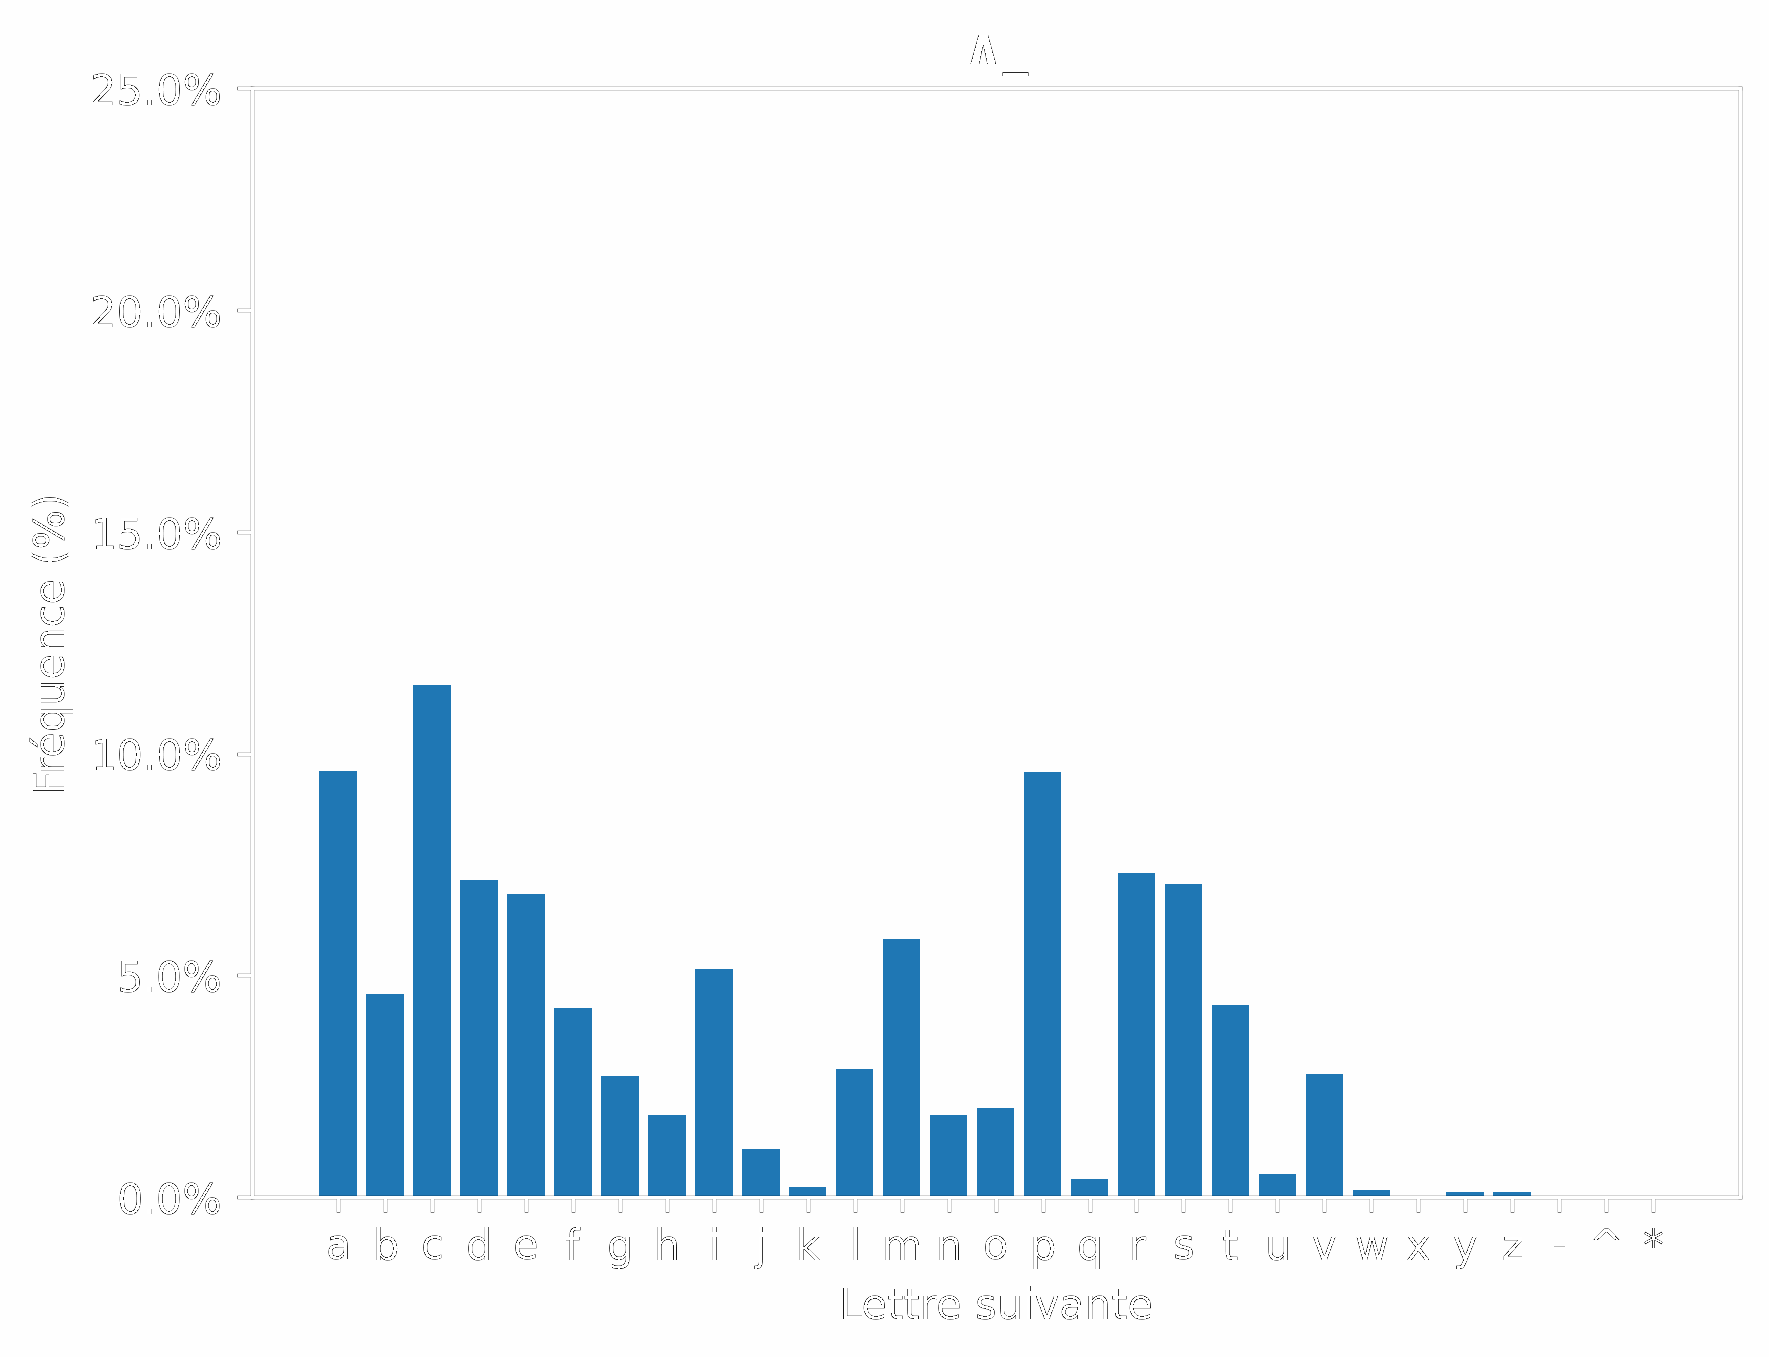 ^_
25.0%
20.0%
15.0%
10.0%
5.0%
0.0%
Fréquence (%)
a b c d e f g h i j k l m n o p q r s t u v w x y z - ^ *
Lettre suivante